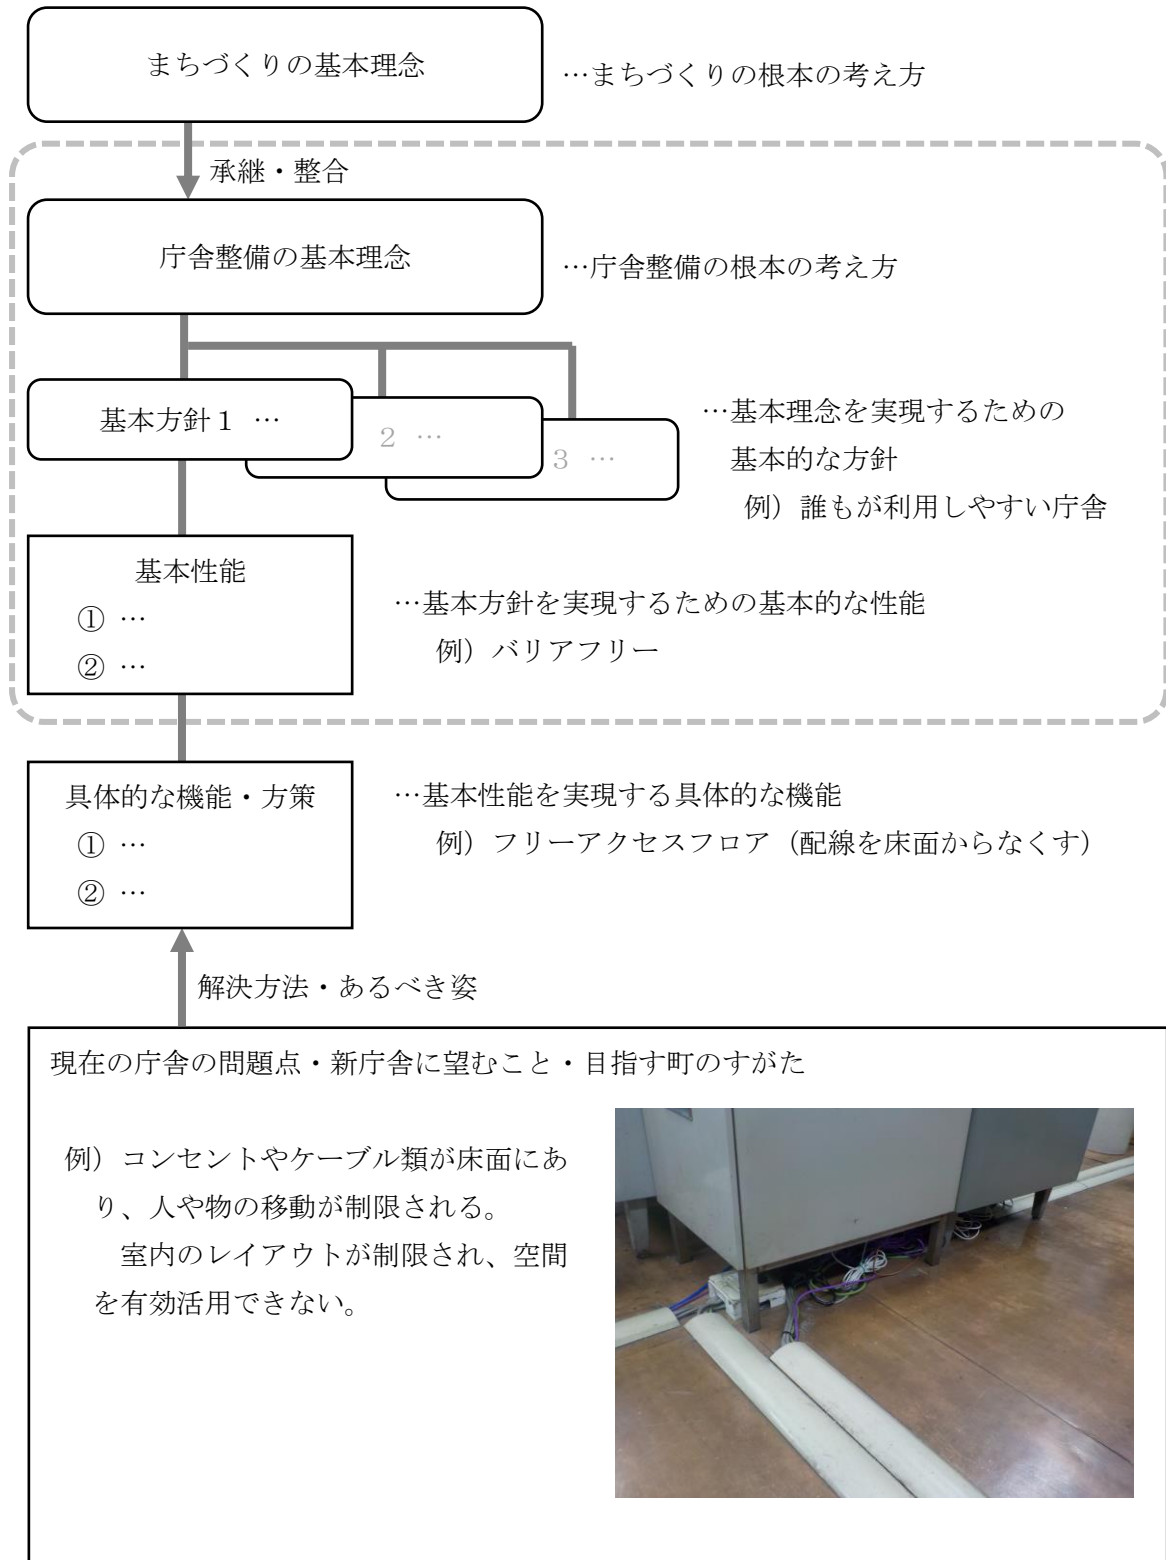 まちづくりの基本理念
…まちづくりの根本の考え方
承継・整合
庁舎整備の基本理念
…庁舎整備の根本の考え方
基本方針１ …
２ …
３ …
…基本理念を実現するための
基本的な方針
例）誰もが利用しやすい庁舎
基本性能
① …
② …
…基本方針を実現するための基本的な性能
例）バリアフリー
具体的な機能・方策
① …
② …
…基本性能を実現する具体的な機能
例）フリーアクセスフロア（配線を床面からなくす）
解決方法・あるべき姿
現在の庁舎の問題点・新庁舎に望むこと・目指す町のすがた
例）コンセントやケーブル類が床面にあ
り、人や物の移動が制限される。
室内のレイアウトが制限され、空間
を有効活用できない。